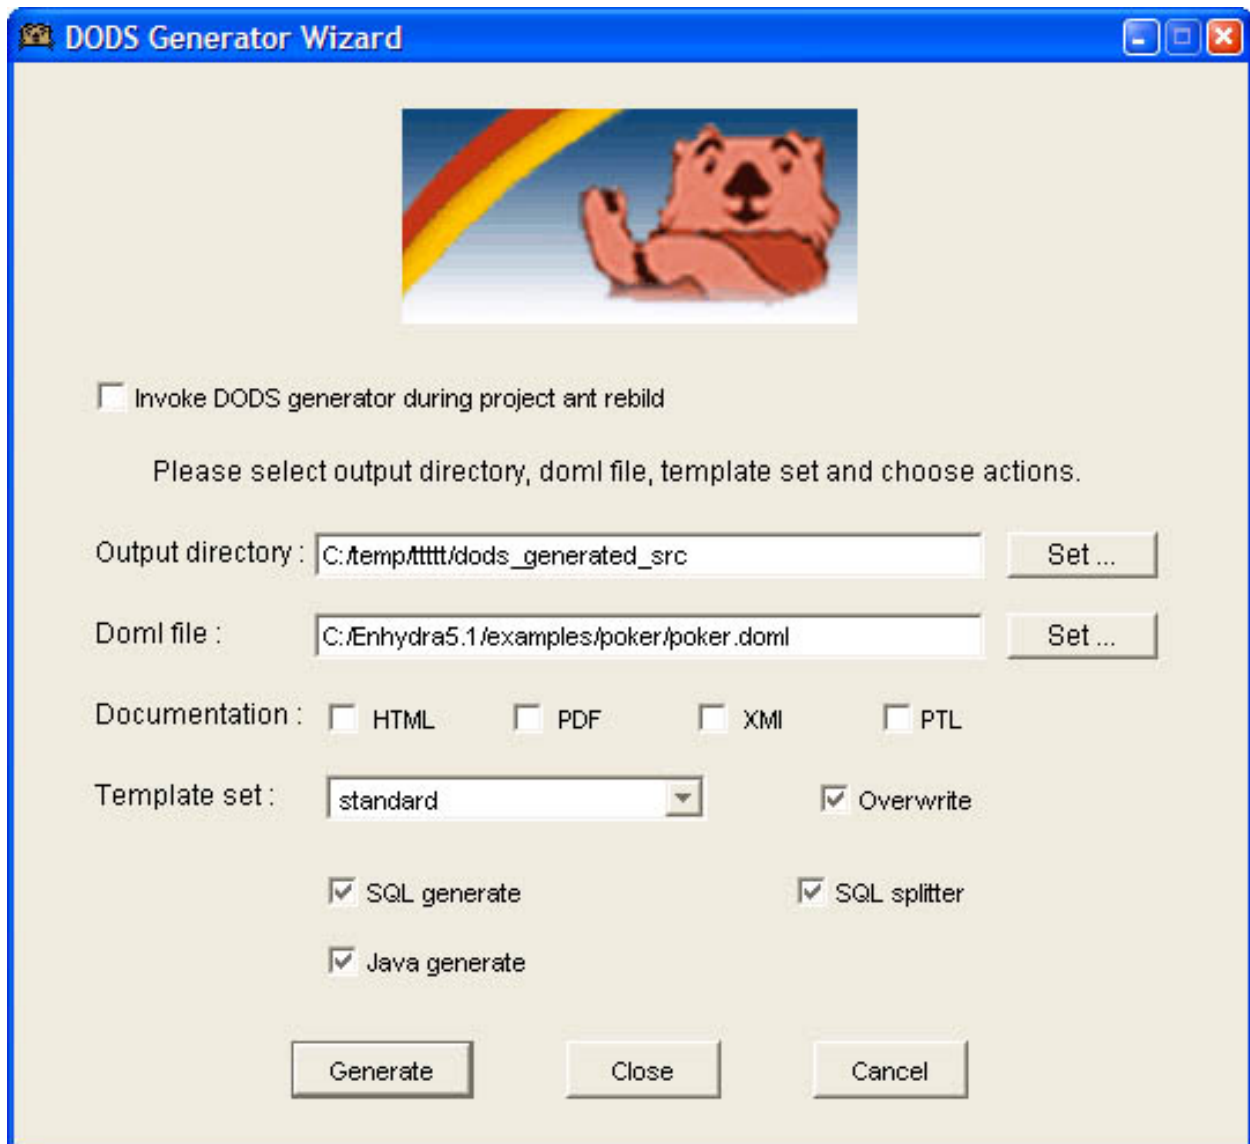 DODS Generator Wizard
Invoke DODS generator during project ant rebild
Please select output directory, doml file, template set and choose actions.
Output directory : C:/temp/ttttt/dods_generated_src Set ...
Doml file : C:/Enhydra5.1/examples/poker/poker.doml Set ...
Documentation : HTML PDF XMI PTL
Template set : standard Overwrite
SQL generate SQL splitter
Java generate
Generate Close Cancel